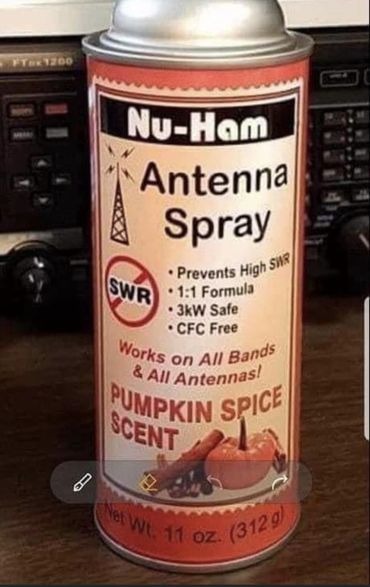 FTDX1200
Nu-Ham
Antenna
Spray
SWR
• Prevents High SWR
• 1:1 Formula
• 3kW Safe
• CFC Free
Works on All Bands
& All Antennas!
PUMPKIN SPICE
SCENT
Net Wt. 11 oz. (312 g)